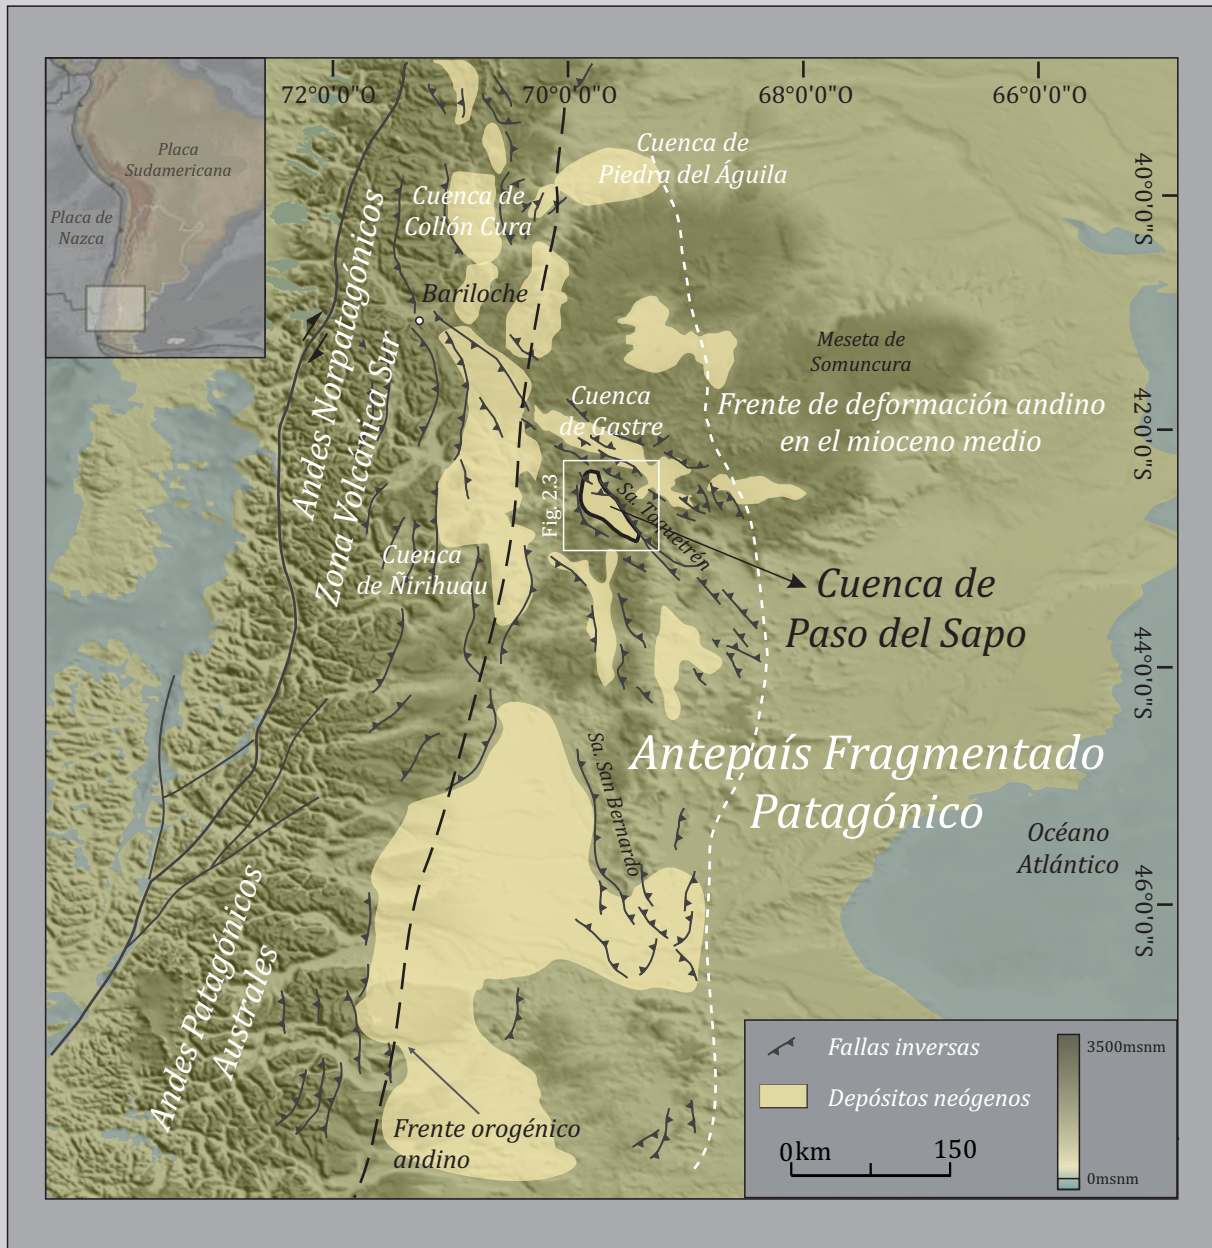 72°0'0"O
70°0'0"O
68°0'0"O
66°0'0"O
Placa
Sudamericana
Placa de
Nazca
Cuenca de
Piedra del Águila
40°0'0"S
Cuenca de
Collón Cura
Andes Norpatagónicos
Zona Volcánica Sur
Bariloche
Meseta de
Somuncura
Cuenca
de Gastre
Frente de deformación andino
en el mioceno medio
42°0'0"S
Fig. 2.3
Sa. Taquetrén
Cuenca
de Ñirihuau
Cuenca de
Paso del Sapo
44°0'0"S
Sa. San Bernardo
Antepaís Fragmentado
Patagónico
Océano
Atlántico
46°0'0"S
Andes Patagónicos
Australes
Frente orogénico
andino
Fallas inversas
Depósitos neógenos
0km
150
3500msnm
0msnm